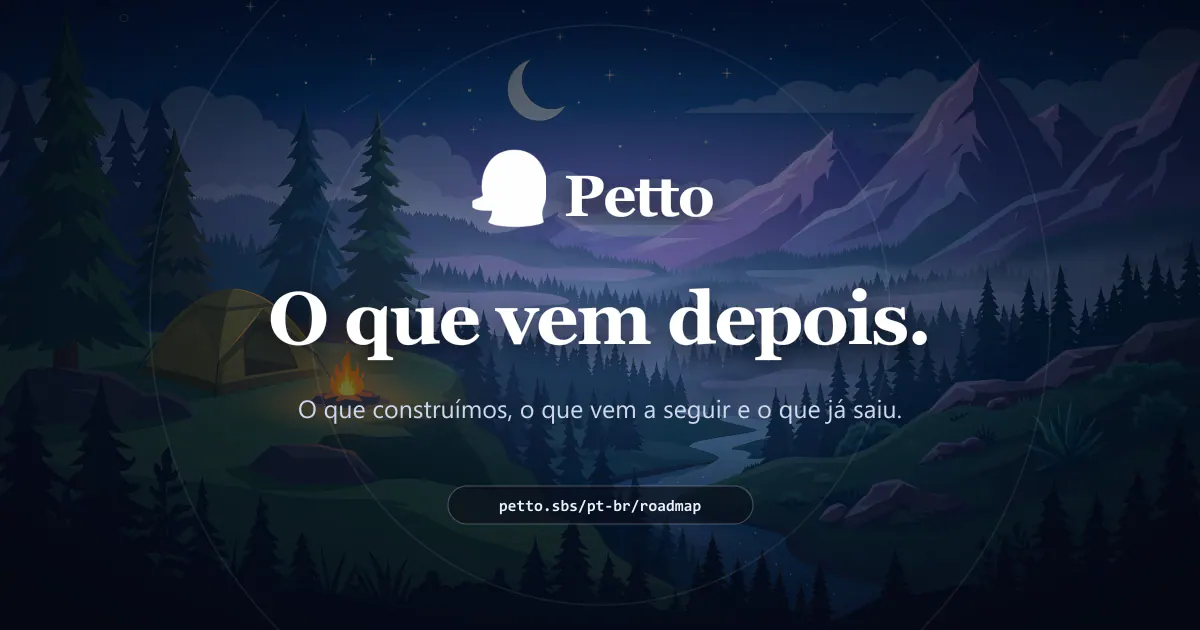 Petto
O que vem depois.
O que construímos, o que vem a seguir e o que já saiu.
petto.sbs/pt-br/roadmap